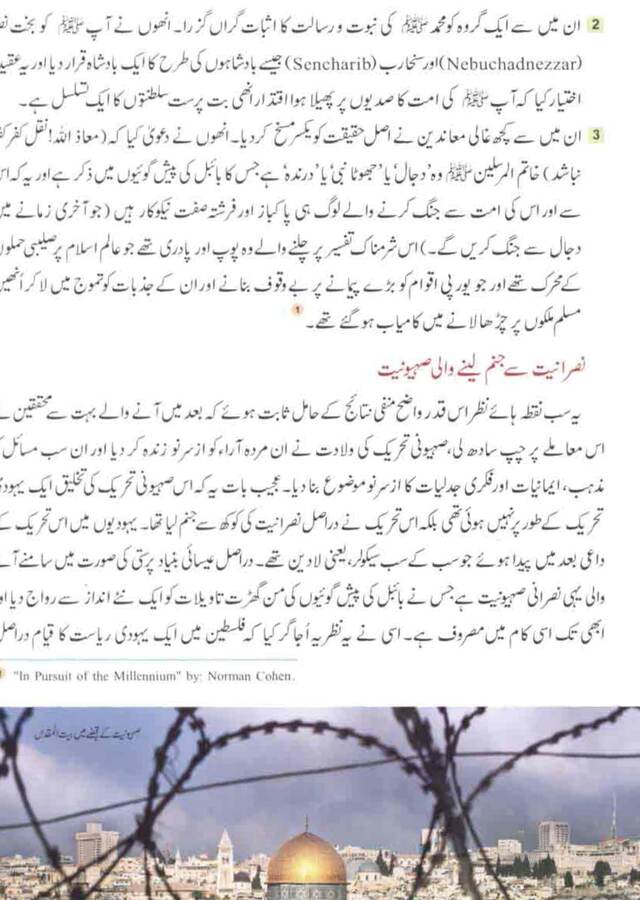 2 ان میں سے ایک گروہ کو محمد ﷺ کی نبوت و رسالت کا اثبات گراں گزرا۔ انھوں نے آپ ﷺ کو بخت نص
(Nebuchadnezzar) اور سنحارب (Sencharib) جیسے بادشاہوں کی طرح کا ایک بادشاہ قرار دیا اور یہ عقید
اختیار کیا کہ آپ ﷺ کی امت کا صدیوں پر پھیلا ہوا اقتدار انھی بت پرست سلطنتوں کا ایک تسلسل ہے۔
3 ان میں سے کچھ غالی معاندین نے اصل حقیقت کو یکسر مسخ کر دیا۔ انھوں نے دعویٰ کیا کہ (معاذ اللہ! نقل کفر کفر
نباشد) خاتم المرسلین ﷺ وہ ’دجال‘ یا ’جھوٹا نبی‘ یا ’درندہ‘ ہے جس کا بائبل کی پیش گوئیوں میں ذکر ہے اور یہ کہ اس
سے اور اس کی امت سے جنگ کرنے والے لوگ ہی پاکباز اور فرشتہ صفت نیکوکار ہیں (جو آخری زمانے میں
دجال سے جنگ کریں گے۔) اس شرمناک تفسیر پر چلنے والے وہ پوپ اور پادری تھے جو عالم اسلام پر صلیبی حملوں
کے محرک تھے اور جو یورپی اقوام کو بڑے پیمانے پر بے وقوف بنانے اور ان کے جذبات کو تموج میں لا کر اُنھیں
مسلم ملکوں پر چڑھا لانے میں کامیاب ہو گئے تھے۔ 1
نصرانیت سے جنم لینے والی صہیونیت
یہ سب نقطہ ہائے نظر اس قدر واضح منفی نتائج کے حامل ثابت ہوئے کہ بعد میں آنے والے بہت سے محققین نے
اس معاملے پر چپ سادھ لی، صہیونی تحریک کی ولادت نے ان مردہ آراء کو از سر نو زندہ کر دیا اور ان سب مسائل کو
مذہب، ایمانیات اور فکری جدلیات کا از سر نو موضوع بنا دیا۔ عجیب بات یہ کہ اس صہیونی تحریک کی تخلیق ایک یہودی
تحریک کے طور پر نہیں ہوئی تھی بلکہ اس تحریک نے دراصل نصرانیت کی کوکھ سے جنم لیا تھا۔ یہودیوں میں اس تحریک کے
داعی بعد میں پیدا ہوئے جو سب کے سب سیکولر، یعنی لادین تھے۔ دراصل عیسائی بنیاد پرستی کی صورت میں سامنے آنے
والی یہی نصرانی صہیونیت ہے جس نے بائبل کی پیش گوئیوں کی من گھڑت تاویلات کو ایک نئے انداز سے رواج دیا اور
ابھی تک اسی کام میں مصروف ہے۔ اسی نے یہ نظریہ اُجاگر کیا کہ فلسطین میں ایک یہودی ریاست کا قیام دراصل
"In Pursuit of the Millennium" by: Norman Cohen.
صہیونیت کے قبضے میں بیت المقدس